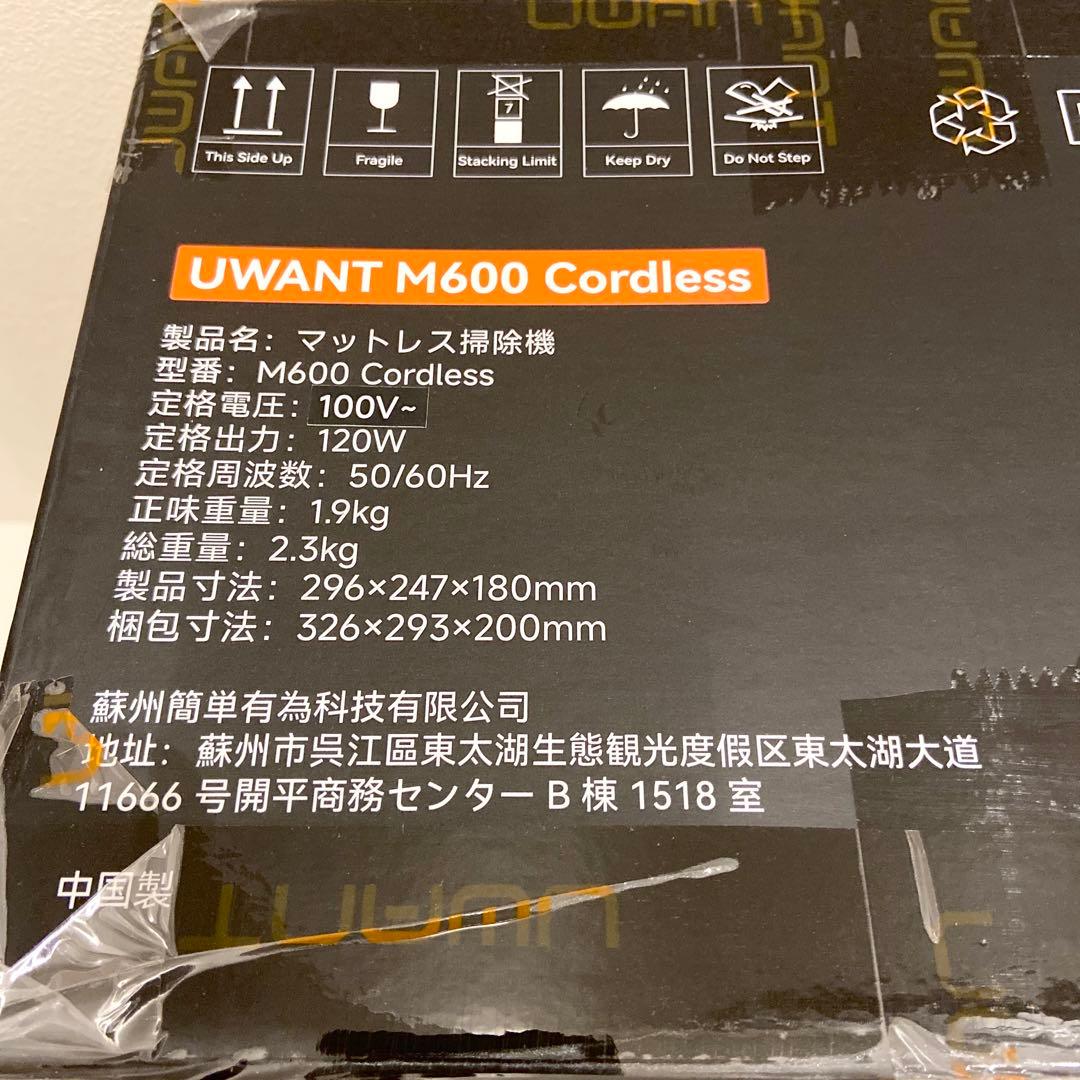 UWANT
This Side Up
Fragile
7
Stacking Limit
Keep Dry
Do Not Step
UWANT M600 Cordless
製品名：マットレス掃除機
型番：M600 Cordless
定格電圧：100V~
定格出力：120W
定格周波数：50/60Hz
正味重量：1.9kg
総重量：2.3kg
製品寸法：296×247×180mm
梱包寸法：326×293×200mm
蘇州簡単有為科技有限公司
地址：蘇州市呉江區東太湖生態観光度假区東太湖大道
11666 号開平商務センター B 棟 1518 室
中国製
UWANT